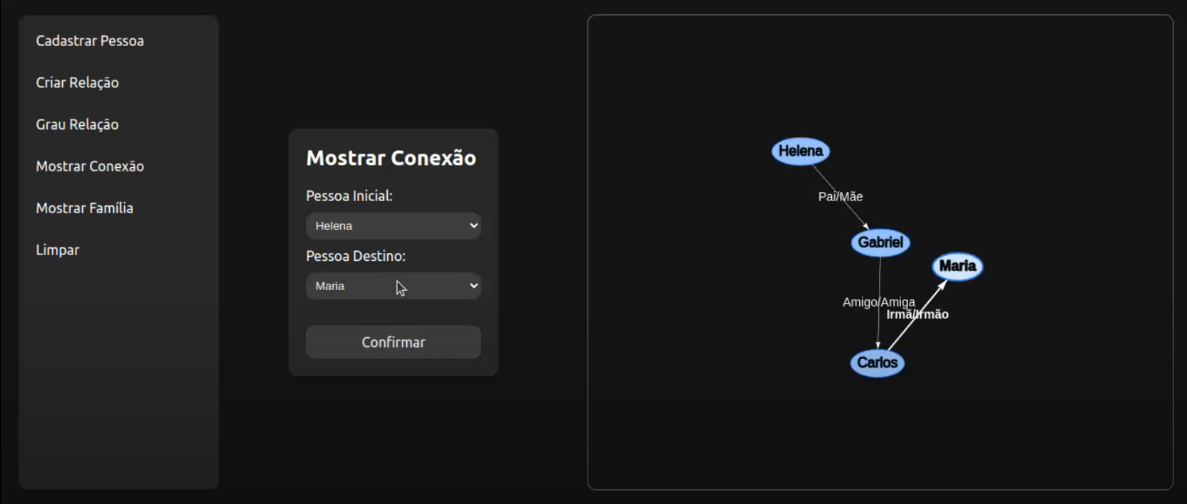 Cadastrar Pessoa
Criar Relação
Grau Relação
Mostrar Conexão
Mostrar Família
Limpar
Mostrar Conexão
Pessoa Inicial:
Helena
Pessoa Destino:
Maria
Confirmar
Helena
Pai/Mãe
Gabriel
Maria
Amigo/Amiga
Irmã/Irmão
Carlos